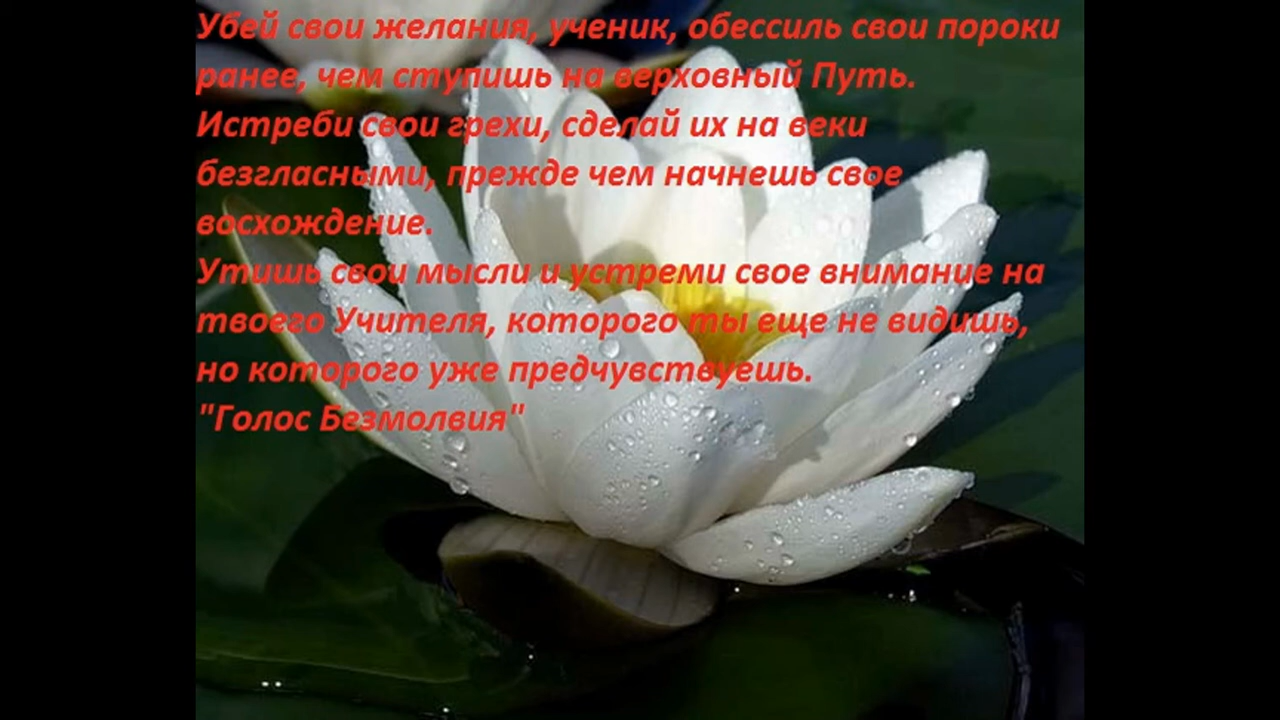 Убей свои желания, ученик, обессиль свои пороки
ранее, чем ступишь на верховный Путь.
Истреби свои грехи, сделай их на веки
безгласными, прежде чем начнешь свое
восхождение.
Утишь свои мысли и устреми свое внимание на
твоего Учителя, которого ты еще не видишь,
но которого уже предчувствуешь.
"Голос Безмолвия"